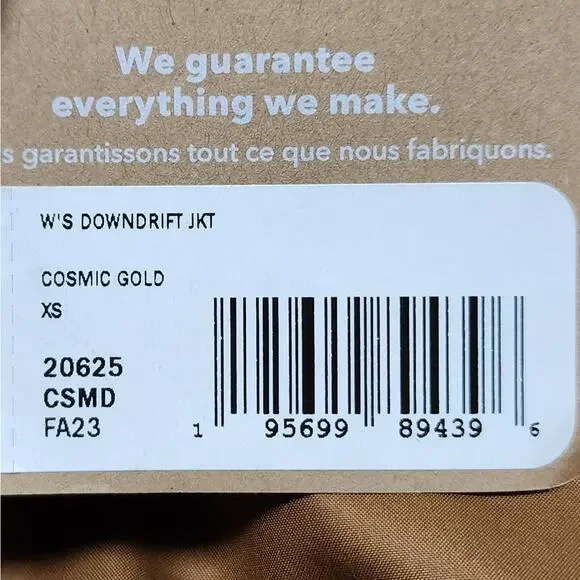 We guarantee
everything we make.
s garantissons tout ce que nous fabriquons.
W'S DOWNDRIFT JKT
COSMIC GOLD
XS
20625
CSMD
FA23
1 95699 89439 6